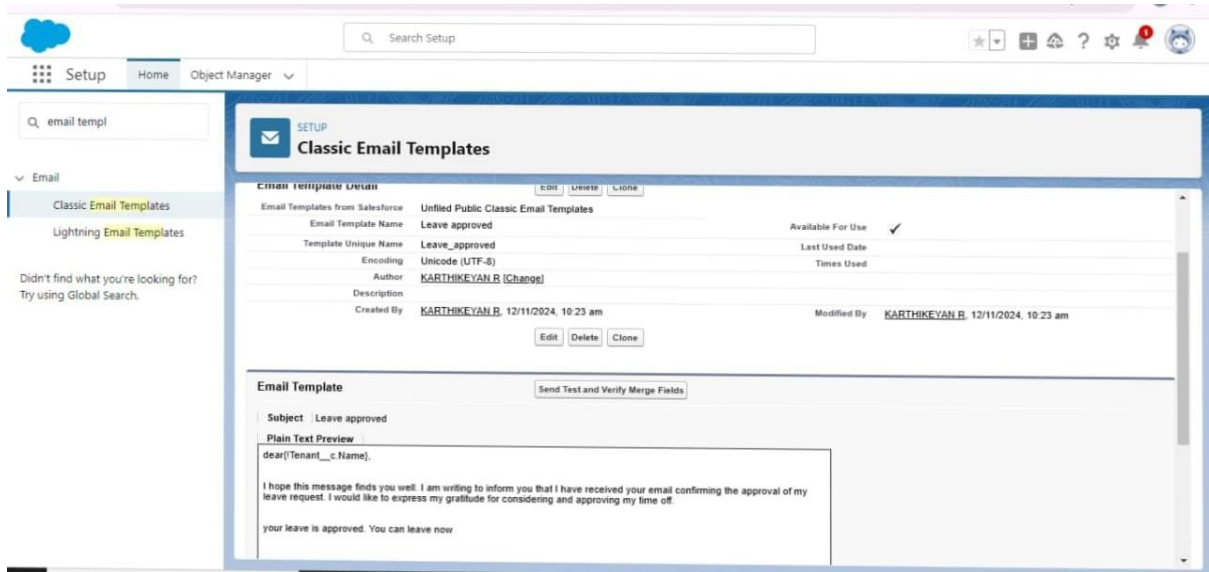 Search Setup
Setup Home Object Manager
email templ
Email
Classic Email Templates
Lightning Email Templates
Didn't find what you're looking for?
Try using Global Search.
SETUP
Classic Email Templates
Email Template Detail Edit Delete Clone
Email Templates from Salesforce Unfiled Public Classic Email Templates
Email Template Name Leave approved Available For Use ✓
Template Unique Name Leave_approved Last Used Date
Encoding Unicode (UTF-8) Times Used
Author KARTHIKEYAN R [Change]
Description
Created By KARTHIKEYAN R, 12/11/2024, 10:23 am Modified By KARTHIKEYAN R, 12/11/2024, 10:23 am
Edit Delete Clone
Email Template Send Test and Verify Merge Fields
Subject Leave approved
Plain Text Preview
dear{!Tenant__c.Name},
I hope this message finds you well. I am writing to inform you that I have received your email confirming the approval of my
leave request. I would like to express my gratitude for considering and approving my time off.
your leave is approved. You can leave now